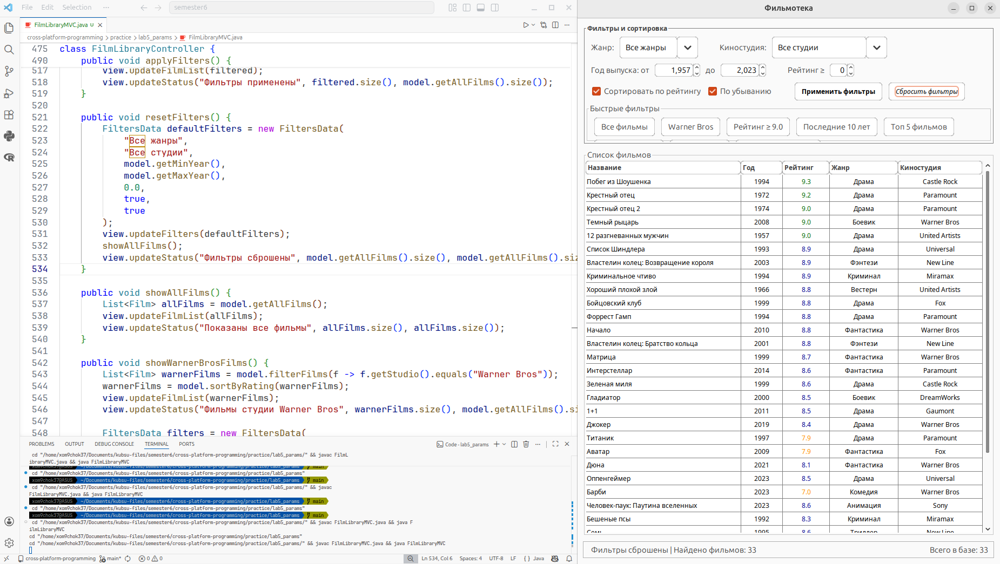 File Edit Selection ··· semester6
FilmLibraryMVC.java U
cross-platform-programming > practice > lab5_params > FilmLibraryMVC.java
475 class FilmLibraryController {
490 public void applyFilters() {
517 view.updateFilmList(filtered);
518 view.updateStatus("Фильтры применены", filtered.size(), model.getAllFilms().size());
519 }
520
521 public void resetFilters() {
522 FiltersData defaultFilters = new FiltersData(
523 "Все жанры",
524 "Все студии",
525 model.getMinYear(),
526 model.getMaxYear(),
527 0.0,
528 true,
529 true
530 );
531 view.updateFilters(defaultFilters);
532 showAllFilms();
533 view.updateStatus("Фильтры сброшены", model.getAllFilms().size(), model.getAllFilms().siz
534 }
535
536 public void showAllFilms() {
537 List<Film> allFilms = model.getAllFilms();
538 view.updateFilmList(allFilms);
539 view.updateStatus("Показаны все фильмы", allFilms.size(), allFilms.size());
540 }
541
542 public void showWarnerBrosFilms() {
543 List<Film> warnerFilms = model.filterFilms(f -> f.getStudio().equals("Warner Bros"));
544 warnerFilms = model.sortByRating(warnerFilms);
545 view.updateFilmList(warnerFilms);
546 view.updateStatus("Фильмы студии Warner Bros", warnerFilms.size(), model.getAllFilms().si
547
548 FiltersData filters = new FiltersData(
PROBLEMS OUTPUT DEBUG CONSOLE TERMINAL PORTS Code - lab5_params
cd "/home/xom9chok37/Documents/kubsu-files/semester6/cross-platform-programming/practice/lab5_params/" && javac FilmL
ibraryMVC.java && java FilmLibraryMVC
xom9chok37@ASUS ~/Documents/kubsu-files/semester6/cross-platform-programming/practice/lab5_params main
cd "/home/xom9chok37/Documents/kubsu-files/semester6/cross-platform-programming/practice/lab5_params"
xom9chok37@ASUS ~/Documents/kubsu-files/semester6/cross-platform-programming/practice/lab5_params main
cd "/home/xom9chok37/Documents/kubsu-files/semester6/cross-platform-programming/practice/lab5_params/" && javac
FilmLibraryMVC.java && java FilmLibraryMVC
xom9chok37@ASUS ~/Documents/kubsu-files/semester6/cross-platform-programming/practice/lab5_params main
cd "/home/xom9chok37/Documents/kubsu-files/semester6/cross-platform-programming/practice/lab5_params"
xom9chok37@ASUS ~/Documents/kubsu-files/semester6/cross-platform-programming/practice/lab5_params main
cd "/home/xom9chok37/Documents/kubsu-files/semester6/cross-platform-programming/practice/lab5_params/" && javac FilmLibraryMVC.java && java F
ilmLibraryMVC
cd "/home/xom9chok37/Documents/kubsu-files/semester6/cross-platform-programming/practice/lab5_params"
cd "/home/xom9chok37/Documents/kubsu-files/semester6/cross-platform-programming/practice/lab5_params/" && javac FilmLibraryMVC.java && java FilmLibraryMVC
cross-platform-programming main* 0 0 Ln 534, Col 6 Spaces: 4 UTF-8 LF { } Java
Фильмотека
Фильтры и сортировка
Жанр: Все жанры Киностудия: Все студии
Год выпуска: от 1,957 до 2,023 Рейтинг ≥ 0
Сортировать по рейтингу По убыванию Применить фильтры Сбросить фильтры
Быстрые фильтры
Все фильмы Warner Bros Рейтинг ≥ 9.0 Последние 10 лет Топ 5 фильмов
Список фильмов
Название Год Рейтинг Жанр Киностудия
Побег из Шоушенка 1994 9.3 Драма Castle Rock
Крестный отец 1972 9.2 Драма Paramount
Крестный отец 2 1974 9.0 Драма Paramount
Темный рыцарь 2008 9.0 Боевик Warner Bros
12 разгневанных мужчин 1957 9.0 Драма United Artists
Список Шиндлера 1993 8.9 Драма Universal
Властелин колец: Возвращение короля 2003 8.9 Фэнтези New Line
Криминальное чтиво 1994 8.9 Криминал Miramax
Хороший плохой злой 1966 8.8 Вестерн United Artists
Бойцовский клуб 1999 8.8 Драма Fox
Форрест Гамп 1994 8.8 Драма Paramount
Начало 2010 8.8 Фантастика Warner Bros
Властелин колец: Братство кольца 2001 8.8 Фэнтези New Line
Матрица 1999 8.7 Фантастика Warner Bros
Интерстеллар 2014 8.6 Фантастика Paramount
Зеленая миля 1999 8.6 Драма Castle Rock
Гладиатор 2000 8.5 Боевик DreamWorks
1+1 2011 8.5 Драма Gaumont
Джокер 2019 8.4 Драма Warner Bros
Титаник 1997 7.9 Драма Paramount
Аватар 2009 7.9 Фантастика Fox
Дюна 2021 8.1 Фантастика Warner Bros
Оппенгеймер 2023 8.5 Драма Universal
Барби 2023 7.0 Комедия Warner Bros
Человек-паук: Паутина вселенных 2023 8.6 Анимация Sony
Бешеные псы 1992 8.3 Криминал Miramax
Семь 1995 8.6 Триллер New Line
Фильтры сброшены | Найдено фильмов: 33 Всего в базе: 33